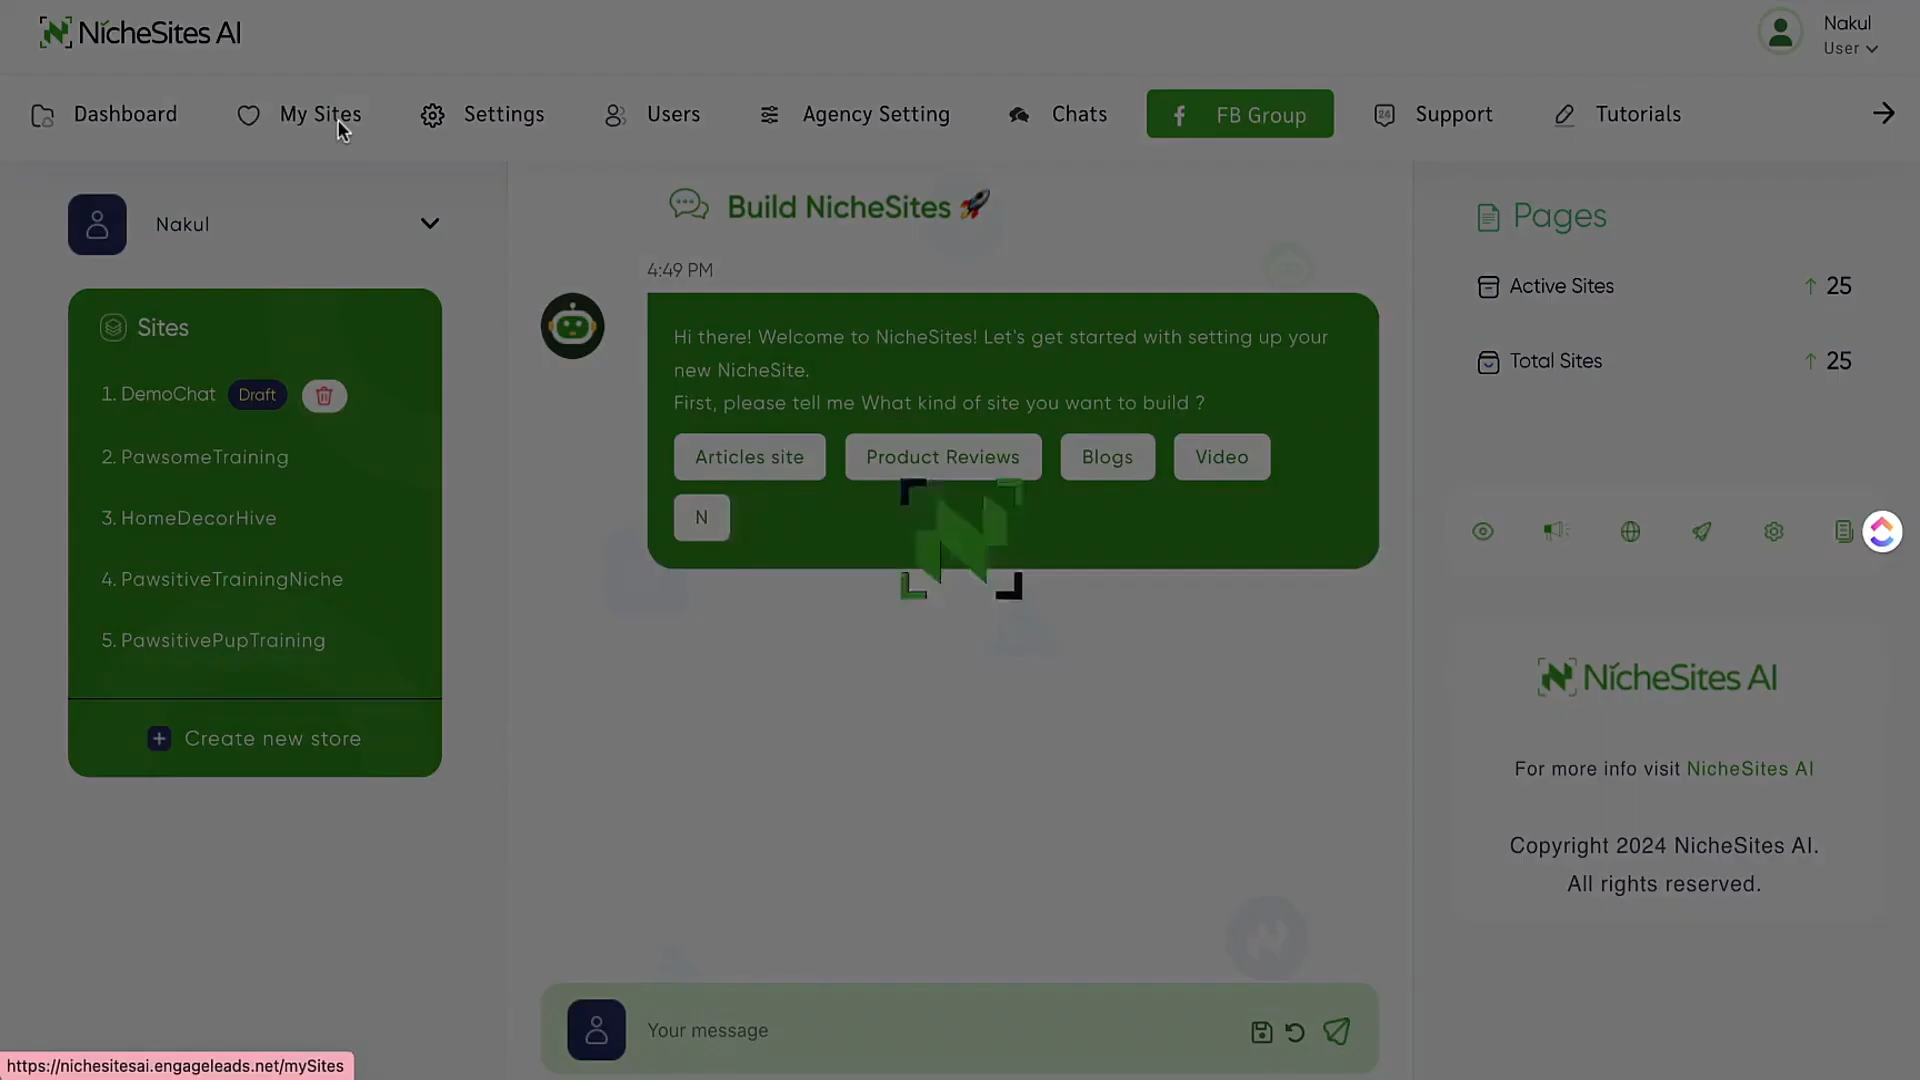 NicheSites AI
Nakul
User
Dashboard
My Sites
Settings
Users
Agency Setting
Chats
FB Group
24
Support
Tutorials
Nakul
Sites
1. DemoChat
Draft
2. PawsomeTraining
3. HomeDecorHive
4. PawsitiveTrainingNiche
5. PawsitivePupTraining
Create new store
Build NicheSites
4:49 PM
Hi there! Welcome to NicheSites! Let's get started with setting up your
new NicheSite.
First, please tell me What kind of site you want to build ?
Articles site
Product Reviews
Blogs
Video
N
Your message
Pages
Active Sites
↑ 25
Total Sites
↑ 25
NicheSites AI
For more info visit NicheSites AI
Copyright 2024 NicheSites AI.
All rights reserved.
https://nichesitesai.engageleads.net/mySites